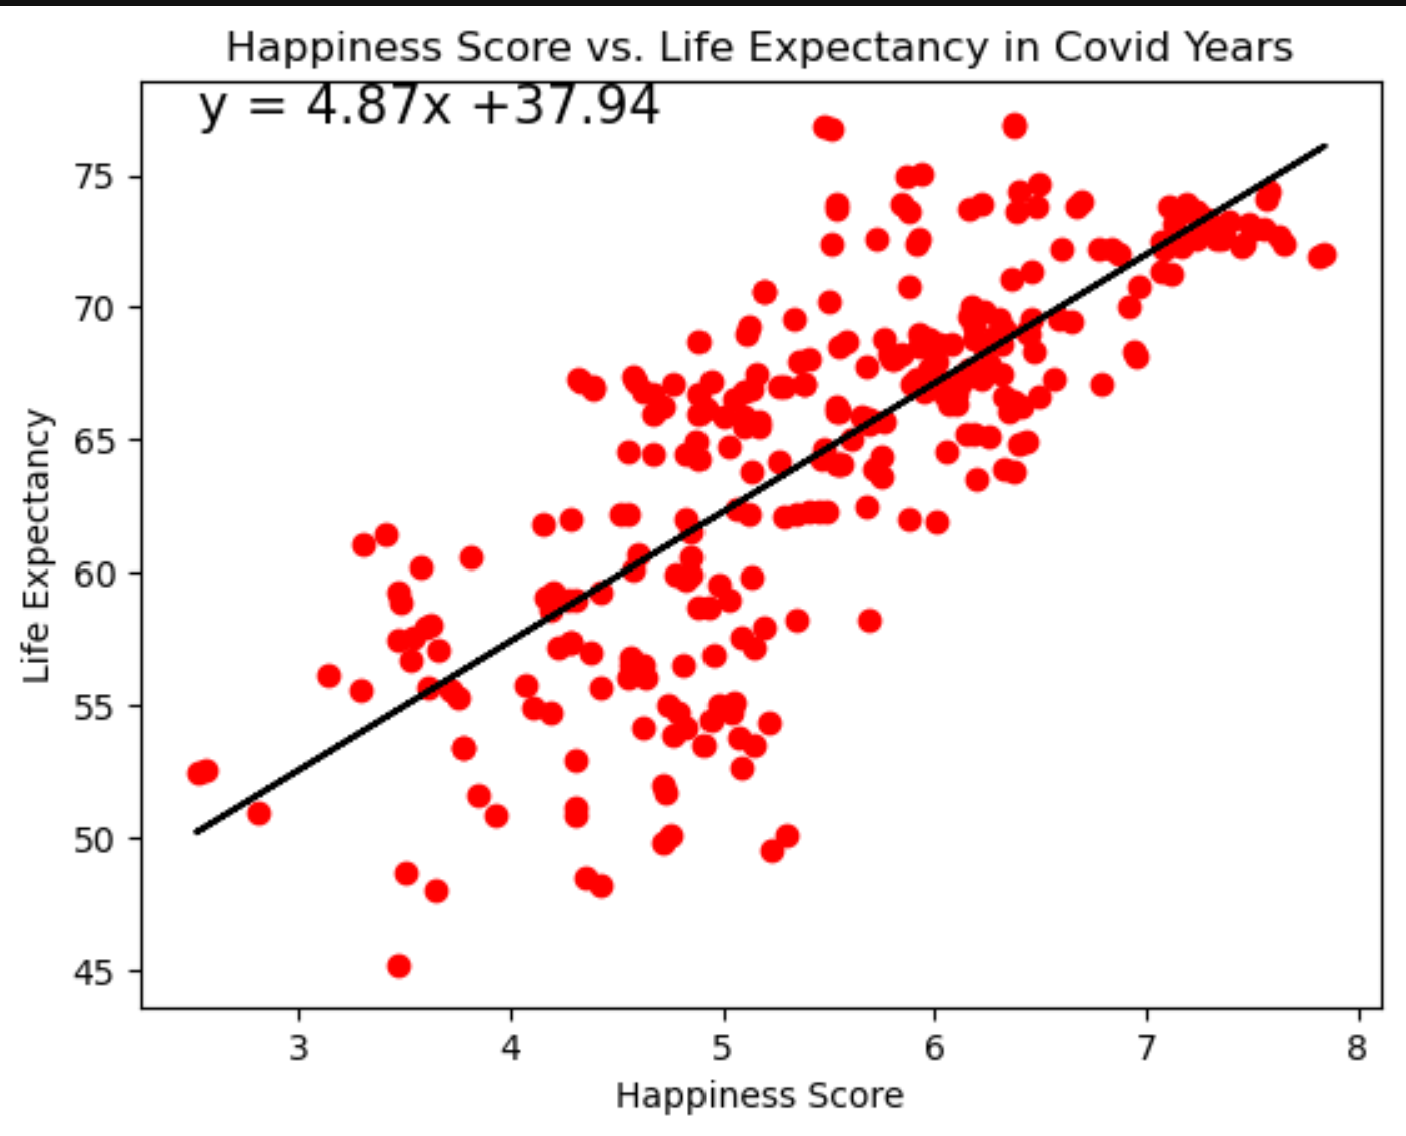 Happiness Score vs. Life Expectancy in Covid Years
y = 4.87x +37.94
75
70
65
60
55
50
45
Life Expectancy
3 4 5 6 7 8
Happiness Score